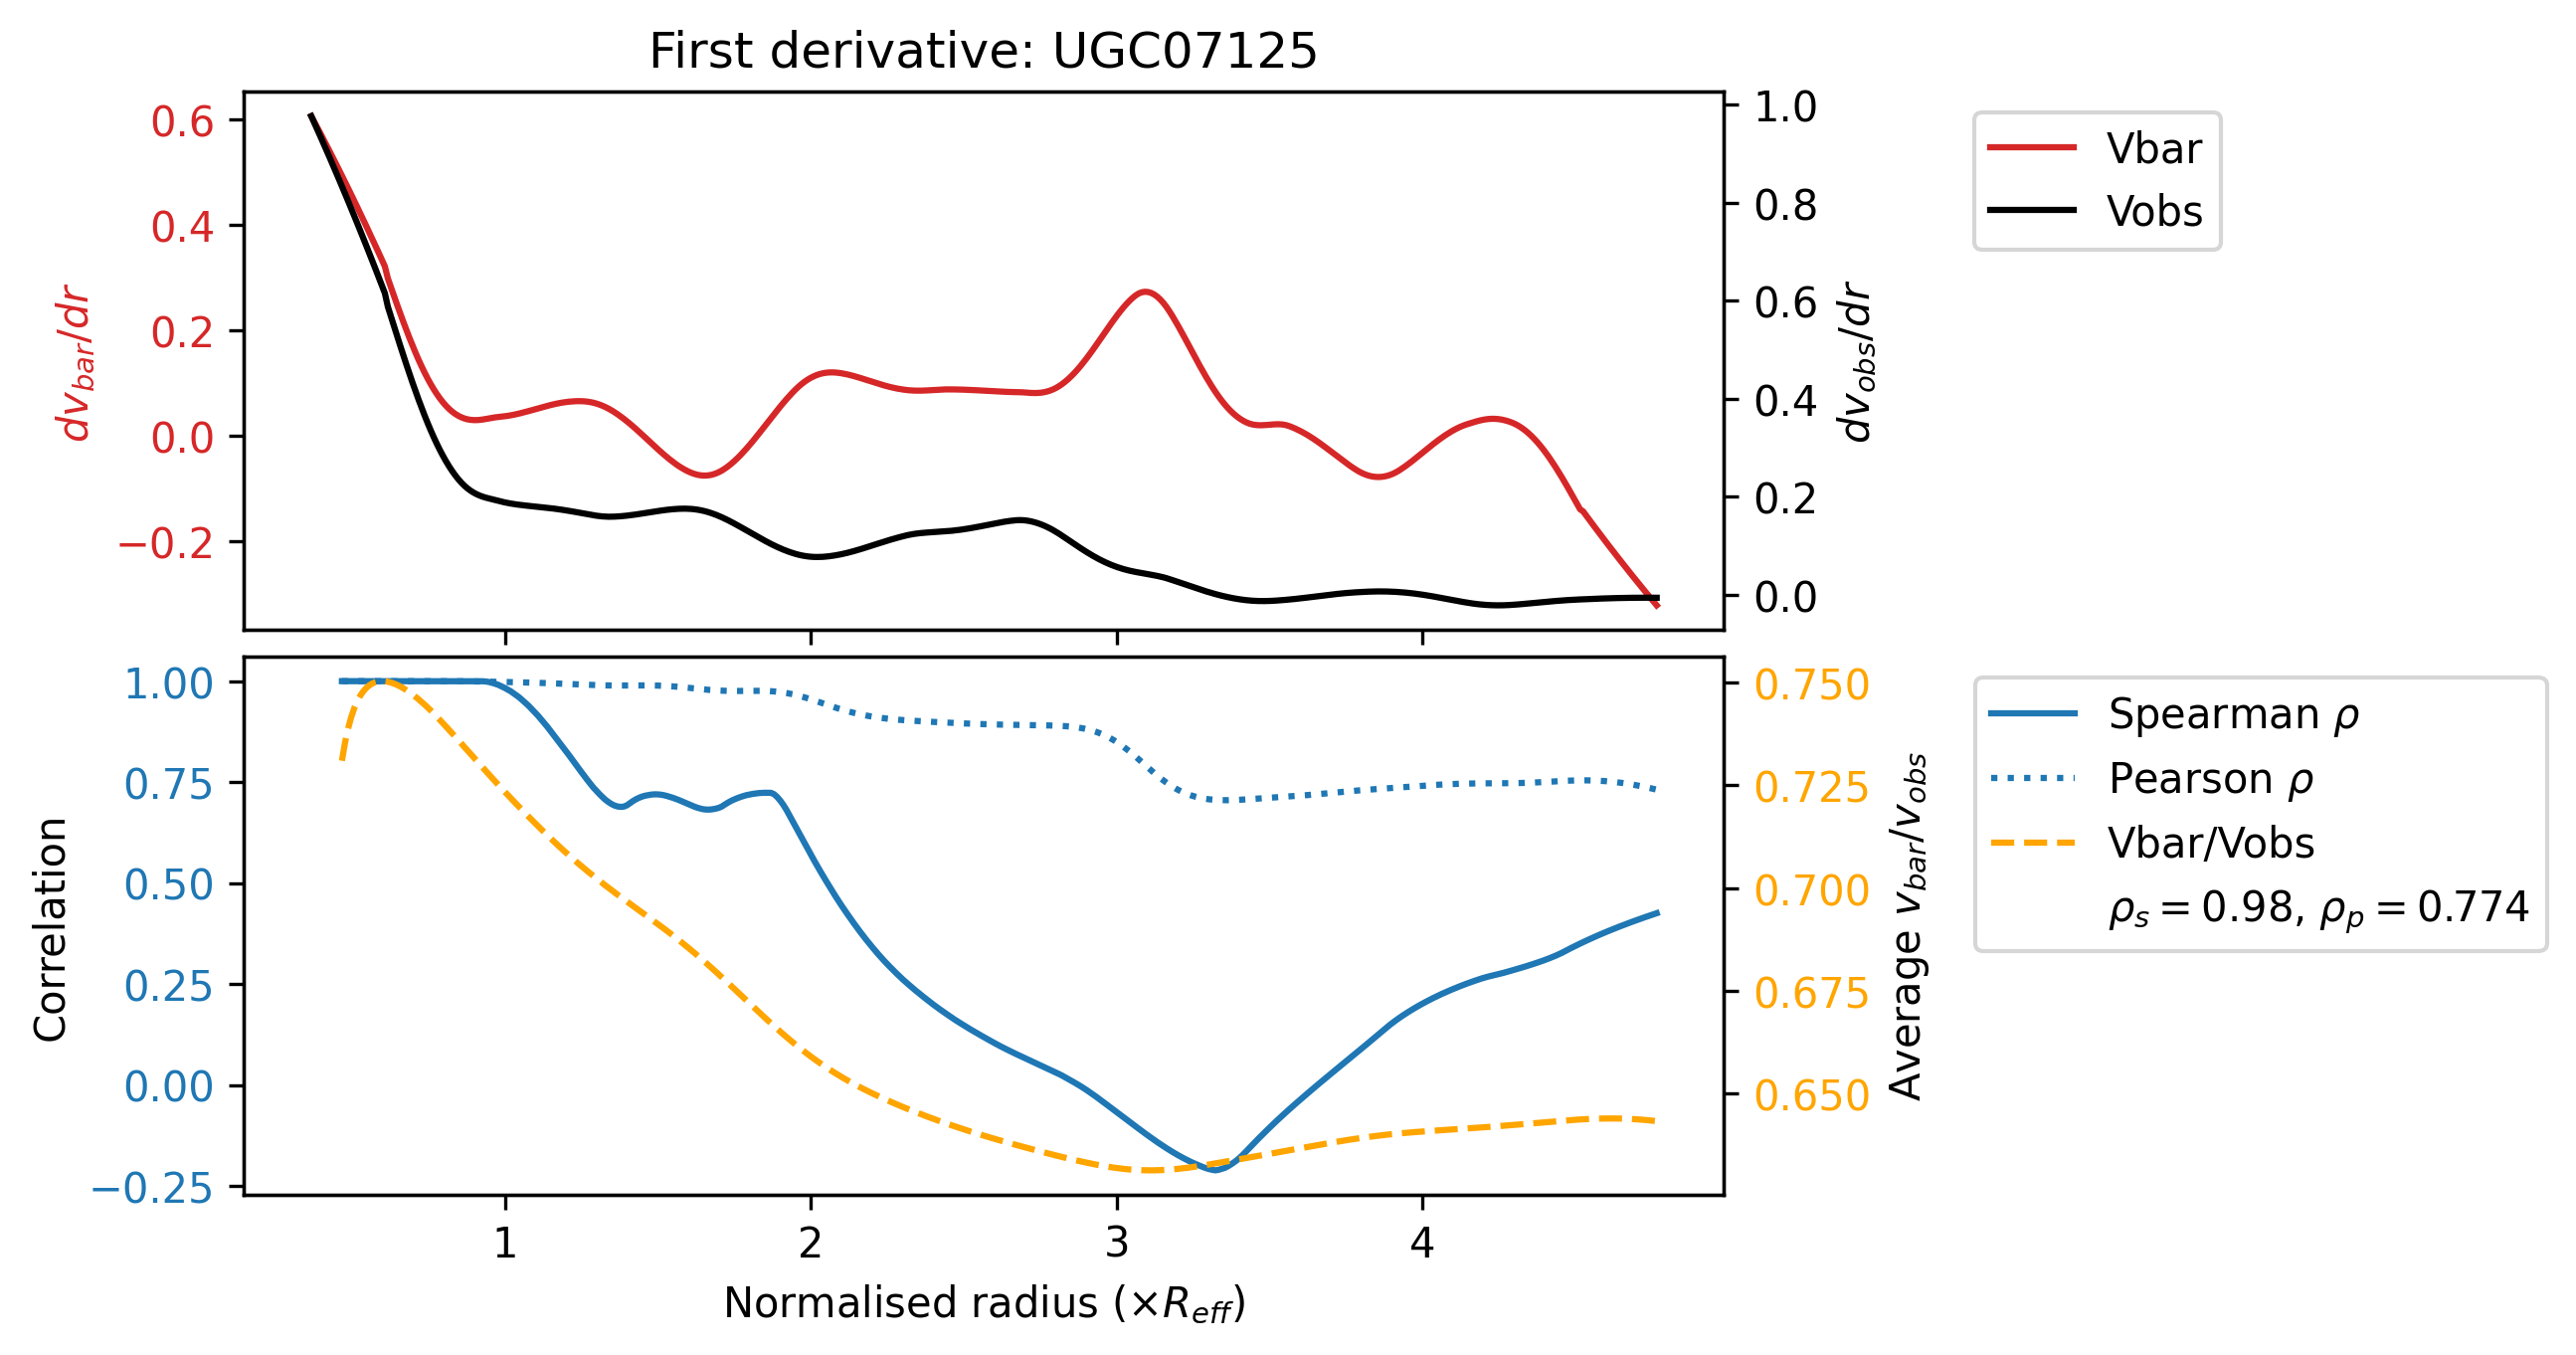 First derivative: UGC07125
0.6
0.4
0.2
0.0
−0.2
dv_bar/dr
1.0
0.8
0.6
0.4
0.2
0.0
dv_obs/dr
Vbar
Vobs
1.00
0.75
0.50
0.25
0.00
−0.25
Correlation
0.750
0.725
0.700
0.675
0.650
Average v_bar/v_obs
Spearman ρ
Pearson ρ
Vbar/Vobs
ρ_s = 0.98, ρ_p = 0.774
1 2 3 4
Normalised radius (×R_eff)